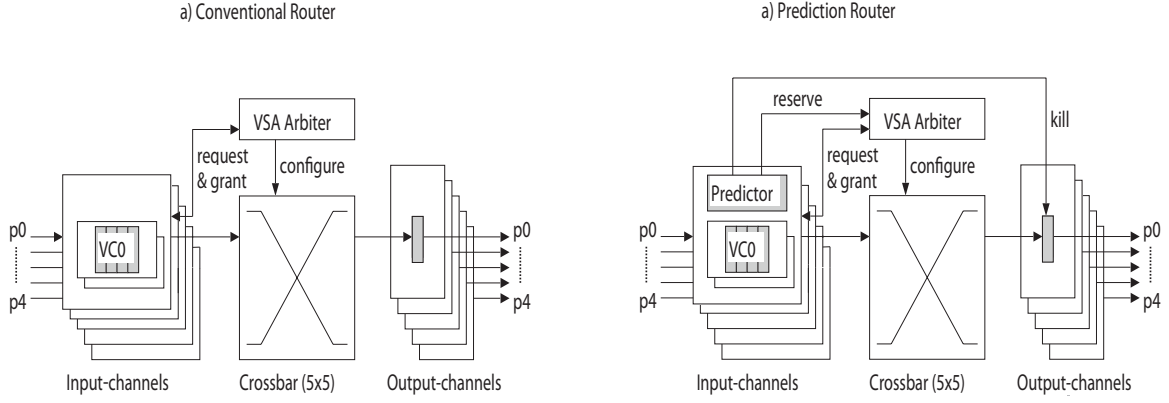 a) Conventional Router
VSA Arbiter
request
& grant
configure
VC0
p0
p4
p0
p4
Input-channels
Crossbar (5x5)
Output-channels
a) Prediction Router
reserve
VSA Arbiter
kill
request
& grant
configure
Predictor
VC0
p0
p4
p0
p4
Input-channels
Crossbar (5x5)
Output-channels